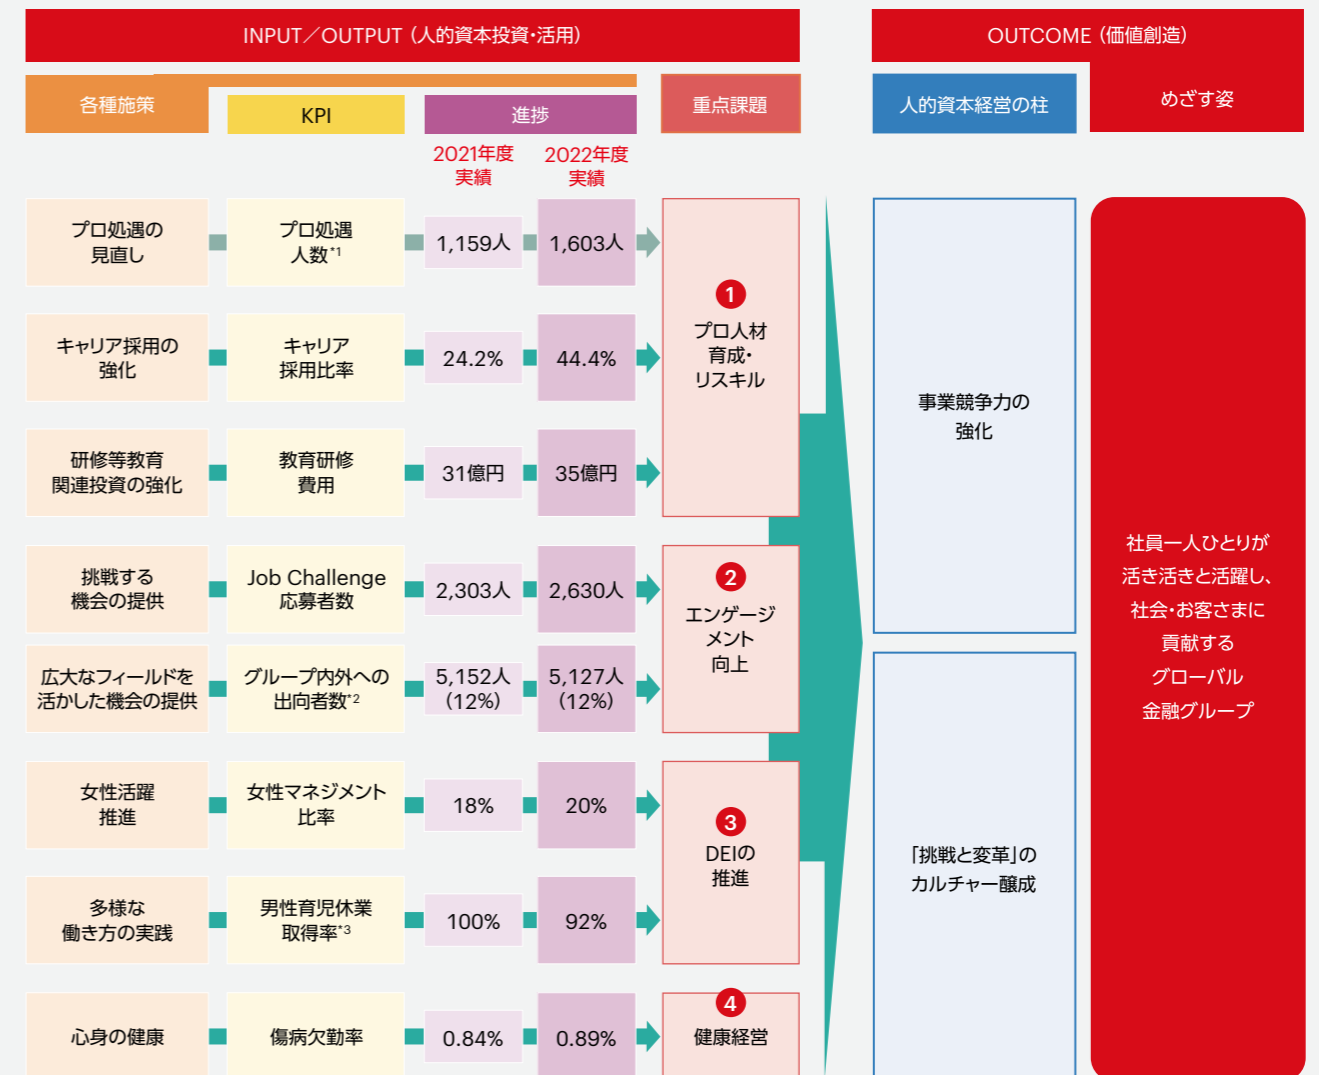 INPUT／OUTPUT（人的資本投資・活用）
OUTCOME（価値創造）
各種施策
KPI
進捗
重点課題
人的資本経営の柱
めざす姿
2021年度
実績
2022年度
実績
プロ処遇の
見直し
プロ処遇
人数*1
1,159人
1,603人
キャリア採用の
強化
キャリア
採用比率
24.2%
44.4%
研修等教育
関連投資の強化
教育研修
費用
31億円
35億円
1
プロ人材
育成・
リスキル
挑戦する
機会の提供
Job Challenge
応募者数
2,303人
2,630人
広大なフィールドを
活かした機会の提供
グループ内外への
出向者数*2
5,152人
(12%)
5,127人
(12%)
2
エンゲージ
メント
向上
女性活躍
推進
女性マネジメント
比率
18%
20%
多様な
働き方の実践
男性育児休業
取得率*3
100%
92%
3
DEIの
推進
心身の健康
傷病欠勤率
0.84%
0.89%
4
健康経営
事業競争力の
強化
「挑戦と変革」の
カルチャー醸成
社員一人ひとりが
活き活きと活躍し、
社会・お客さまに
貢献する
グローバル
金融グループ